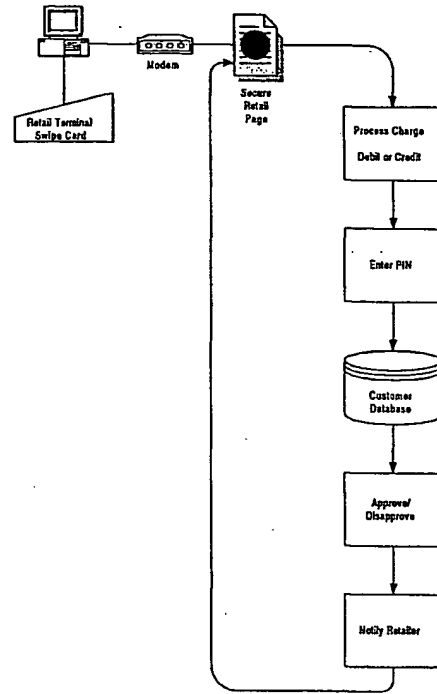 Modem
Retail Terminal
Swipe Card
Secure
Retail
Page
Process Charge
Debit or Credit
Enter PIN
Customer
Database
Approve/
Disapprove
Notify Retailer